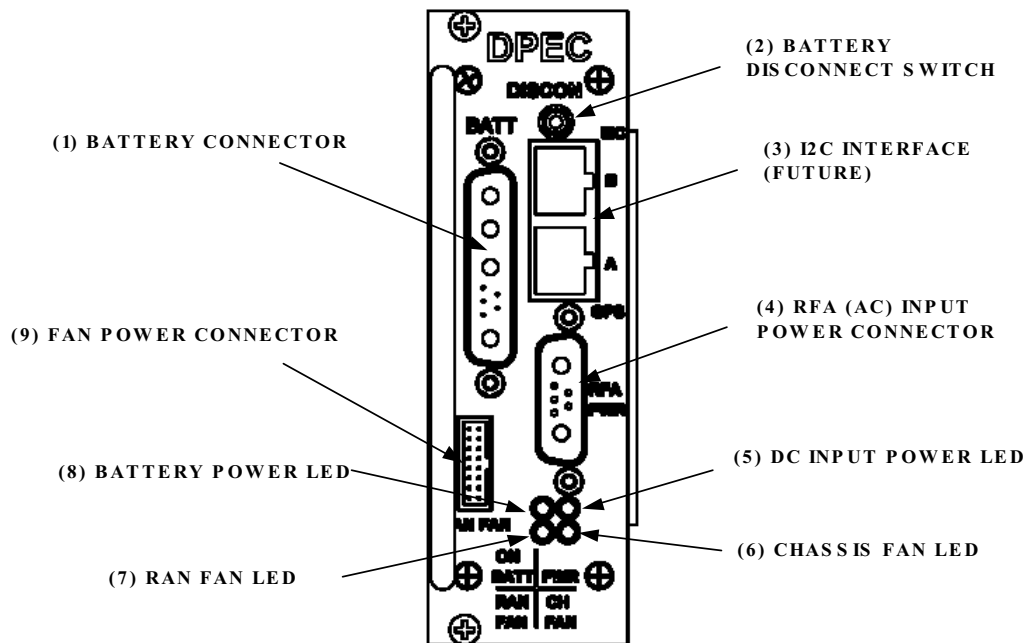 DPEC
DISCON
BATT
B
A
GPS
RFA
PWR
AN FAN
ON
BATT PWR
RAN CH
FAN FAN
(1) BATTERY CONNECTOR
(2) BATTERY
DISCONNECT SWITCH
(3) I2C INTERFACE
(FUTURE)
(4) RFA (AC) INPUT
POWER CONNECTOR
(5) DC INPUT POWER LED
(6) CHASSIS FAN LED
(7) RAN FAN LED
(8) BATTERY POWER LED
(9) FAN POWER CONNECTOR